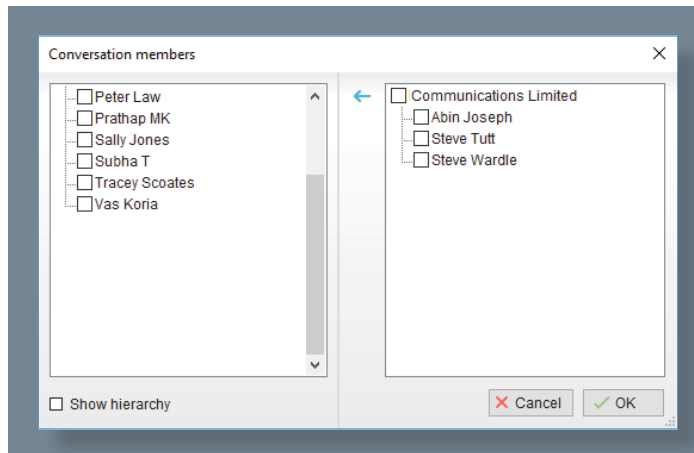 Conversation members
Peter Law
Prathap MK
Sally Jones
Subha T
Tracey Scoates
Vas Koria
Communications Limited
Abin Joseph
Steve Tutt
Steve Wardle
Show hierarchy
Cancel
OK